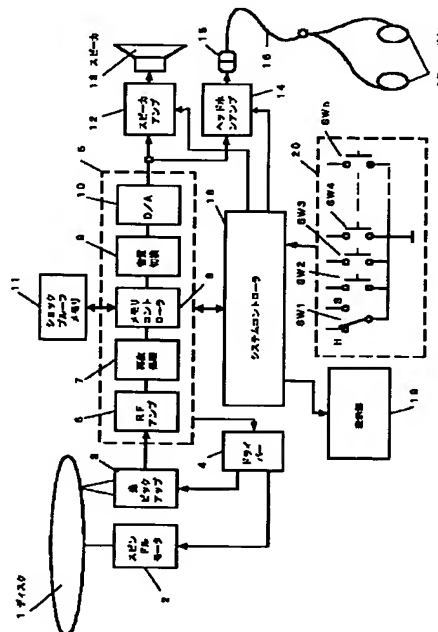 11
ショック
プルーフ
メモリ
5
6
RF
アンプ
7
8
メモリ
コント
ローラ
9
音質
切換
10
D/A
12
スピーカ
アンプ
13 スピーカ
14
ヘッドホン
アンプ
15
16
1 ディスク
2
スピン
ドル
モータ
3
光
ピック
アップ
4
ドライ
バー
18
システムコントローラ
19
表示部
20
SW1
H
S
SW2
SW3
SW4
SWn